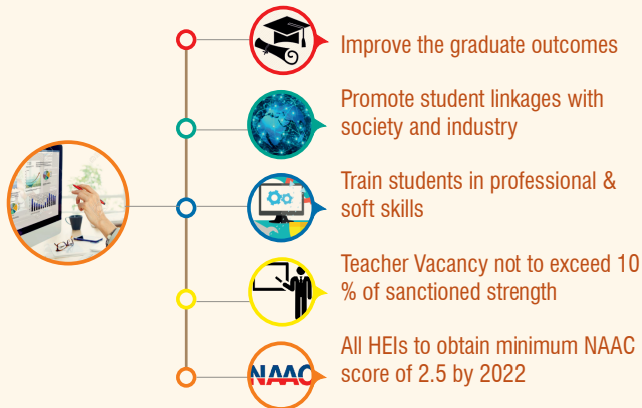 Improve the graduate outcomes
Promote student linkages with
society and industry
Train students in professional &
soft skills
Teacher Vacancy not to exceed 10
% of sanctioned strength
All HEIs to obtain minimum NAAC
score of 2.5 by 2022
NAAC